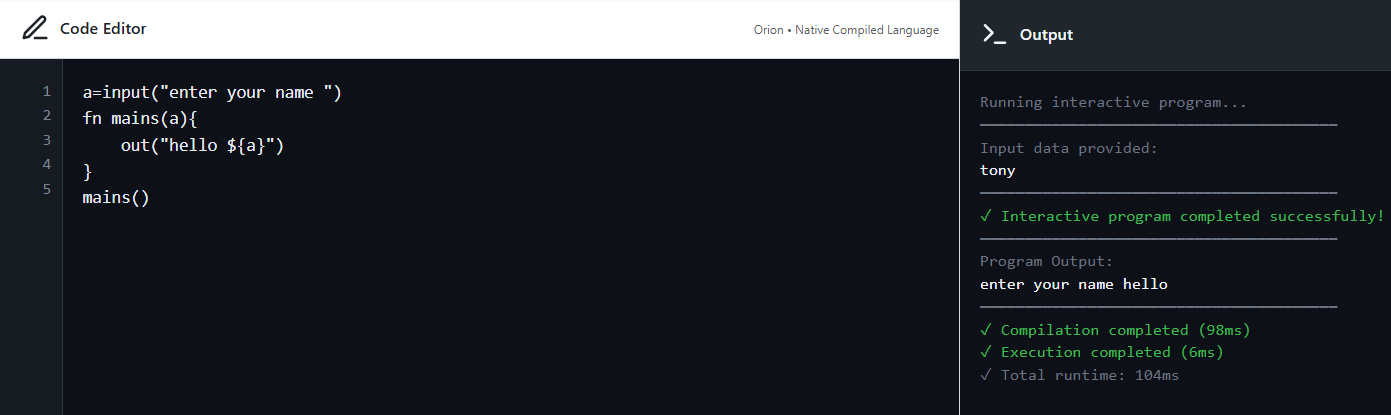 Code Editor
Orion • Native Compiled Language
1 a=input("enter your name ")
2 fn mains(a){
3     out("hello ${a}")
4 }
5 mains()
Output
Running interactive program...
Input data provided:
tony
✓ Interactive program completed successfully!
Program Output:
enter your name hello
✓ Compilation completed (98ms)
✓ Execution completed (6ms)
✓ Total runtime: 104ms